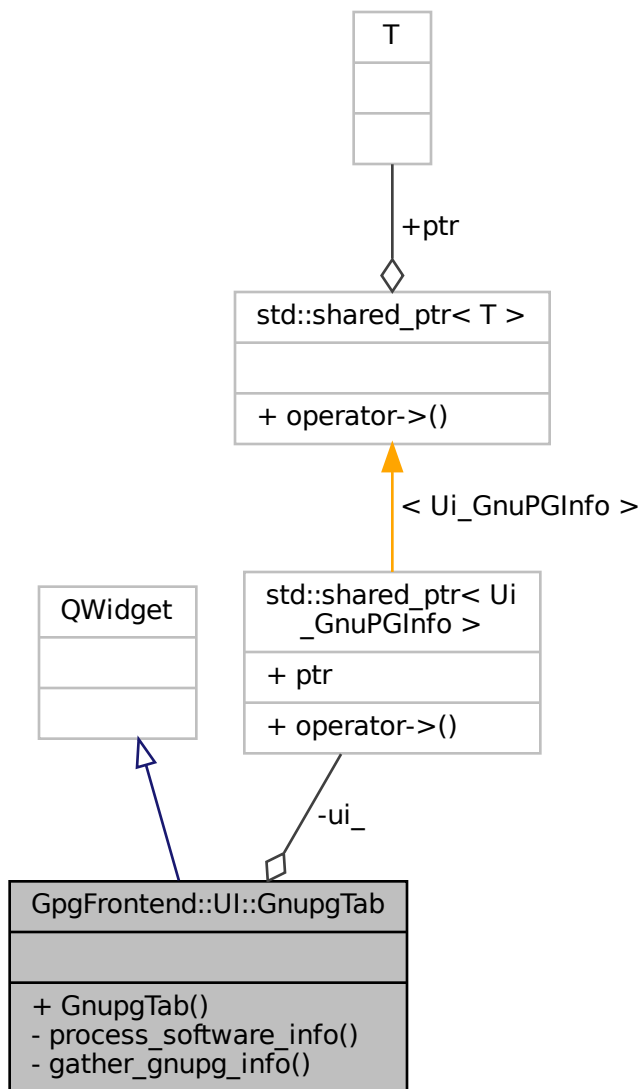 T
+ptr
std::shared_ptr< T >
+ operator->()
< Ui_GnuPGInfo >
std::shared_ptr< Ui
_GnuPGInfo >
+ ptr
+ operator->()
QWidget
-ui_
GpgFrontend::UI::GnupgTab
+ GnupgTab()
- process_software_info()
- gather_gnupg_info()